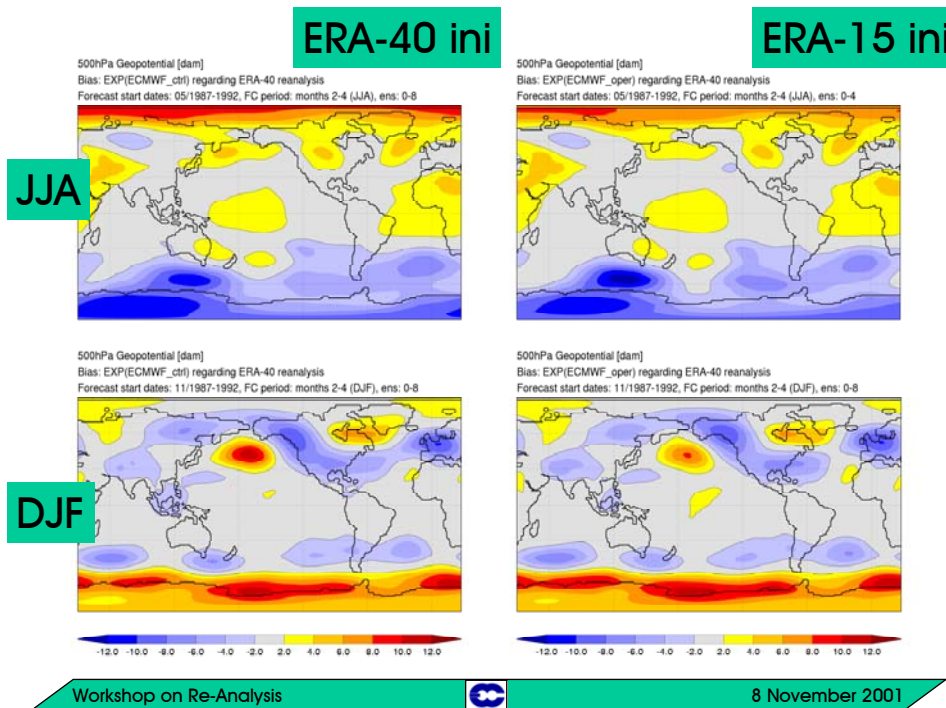 ERA-40 ini
ERA-15 ini
500hPa Geopotential [dam]
Bias: EXP(ECMWF_ctrl) regarding ERA-40 reanalysis
Forecast start dates: 05/1987-1992, FC period: months 2-4 (JJA), ens: 0-8
500hPa Geopotential [dam]
Bias: EXP(ECMWF_oper) regarding ERA-40 reanalysis
Forecast start dates: 05/1987-1992, FC period: months 2-4 (JJA), ens: 0-4
JJA
500hPa Geopotential [dam]
Bias: EXP(ECMWF_ctrl) regarding ERA-40 reanalysis
Forecast start dates: 11/1987-1992, FC period: months 2-4 (DJF), ens: 0-8
500hPa Geopotential [dam]
Bias: EXP(ECMWF_oper) regarding ERA-40 reanalysis
Forecast start dates: 11/1987-1992, FC period: months 2-4 (DJF), ens: 0-8
DJF
-12.0 -10.0 -8.0 -4.0 -2.0 2.0 4.0 6.0 8.0 10.0 12.0
-12.0 -10.0 -8.0 -6.0 -4.0 -2.0 2.0 4.0 6.0 8.0 10.0 12.0
Workshop on Re-Analysis
8 November 2001